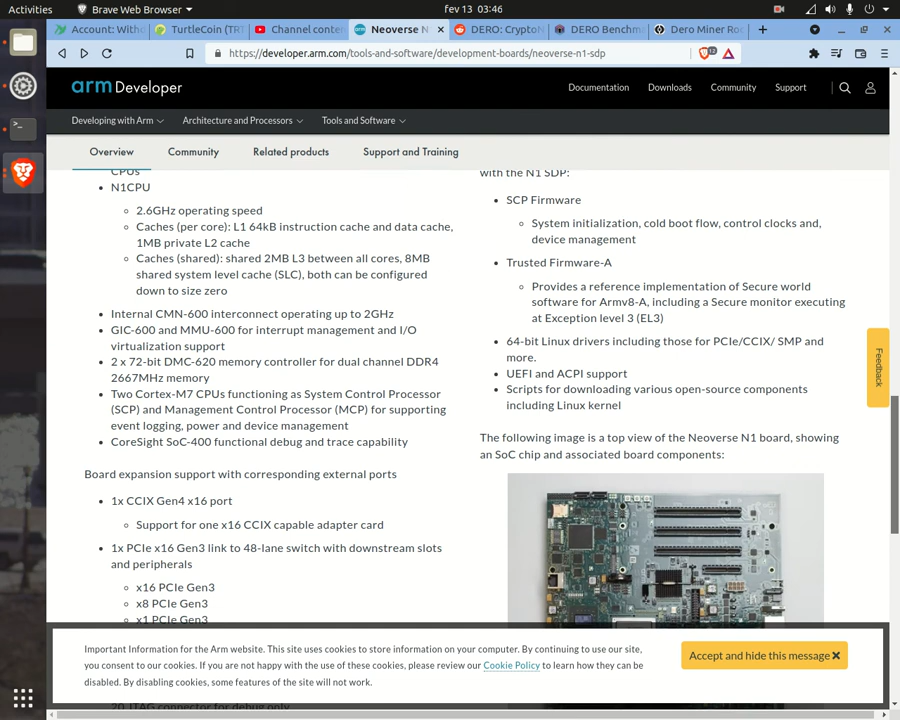 Activities
Brave Web Browser
fev 13 03:46
Account: Witho
TurtleCoin (TRT
Channel conten
Neoverse N
DERO: CryptoN
DERO Benchm
Dero Miner Roc
https://developer.arm.com/tools-and-software/development-boards/neoverse-n1-sdp
arm Developer
Documentation
Downloads
Community
Support
Developing with Arm
Architecture and Processors
Tools and Software
Overview
Community
Related products
Support and Training
CPUs
N1CPU
2.6GHz operating speed
Caches (per core): L1 64kB instruction cache and data cache,
1MB private L2 cache
Caches (shared): shared 2MB L3 between all cores, 8MB
shared system level cache (SLC), both can be configured
down to size zero
Internal CMN-600 interconnect operating up to 2GHz
GIC-600 and MMU-600 for interrupt management and I/O
virtualization support
2 x 72-bit DMC-620 memory controller for dual channel DDR4
2667MHz memory
Two Cortex-M7 CPUs functioning as System Control Processor
(SCP) and Management Control Processor (MCP) for supporting
event logging, power and device management
CoreSight SoC-400 functional debug and trace capability
Board expansion support with corresponding external ports
1x CCIX Gen4 x16 port
Support for one x16 CCIX capable adapter card
1x PCIe x16 Gen3 link to 48-lane switch with downstream slots
and peripherals
x16 PCIe Gen3
x8 PCIe Gen3
x1 PCIe Gen3
with the N1 SDP:
SCP Firmware
System initialization, cold boot flow, control clocks and,
device management
Trusted Firmware-A
Provides a reference implementation of Secure world
software for Armv8-A, including a Secure monitor executing
at Exception level 3 (EL3)
64-bit Linux drivers including those for PCIe/CCIX/ SMP and
more.
UEFI and ACPI support
Scripts for downloading various open-source components
including Linux kernel
The following image is a top view of the Neoverse N1 board, showing
an SoC chip and associated board components:
Feedback
Important Information for the Arm website. This site uses cookies to store information on your computer. By continuing to use our site,
you consent to our cookies. If you are not happy with the use of these cookies, please review our Cookie Policy to learn how they can be
disabled. By disabling cookies, some features of the site will not work.
Accept and hide this message
JTAG connector for debug only